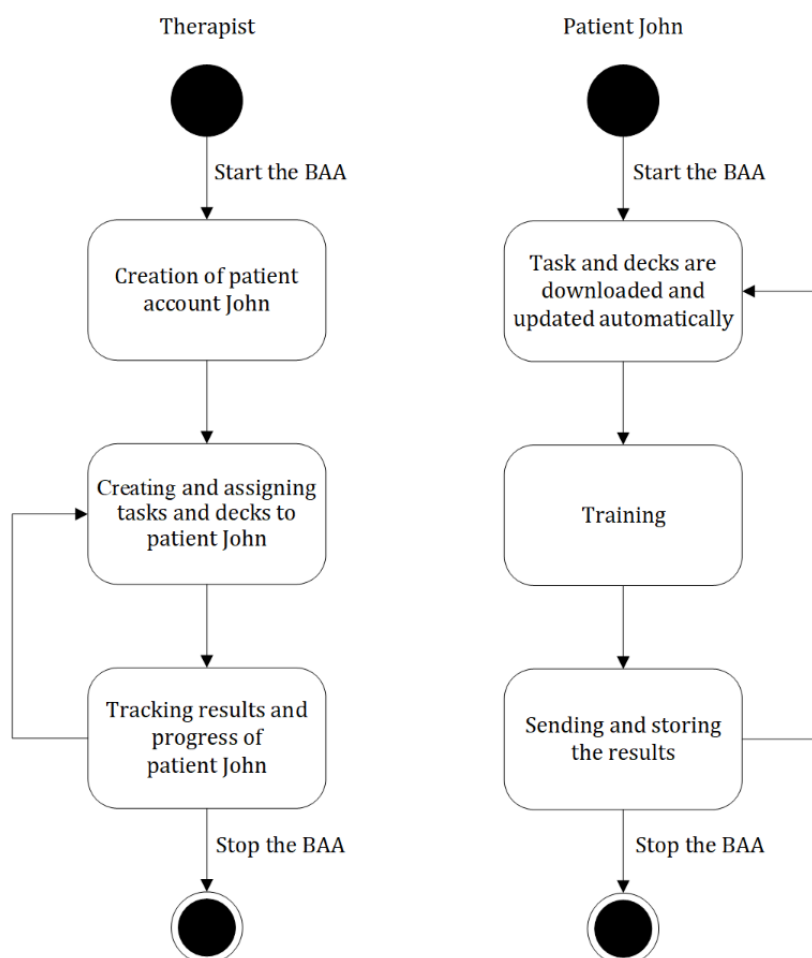 Therapist
Start the BAA
Creation of patient
account John
Creating and assigning
tasks and decks to
patient John
Tracking results and
progress of
patient John
Stop the BAA
Patient John
Start the BAA
Task and decks are
downloaded and
updated automatically
Training
Sending and storing
the results
Stop the BAA